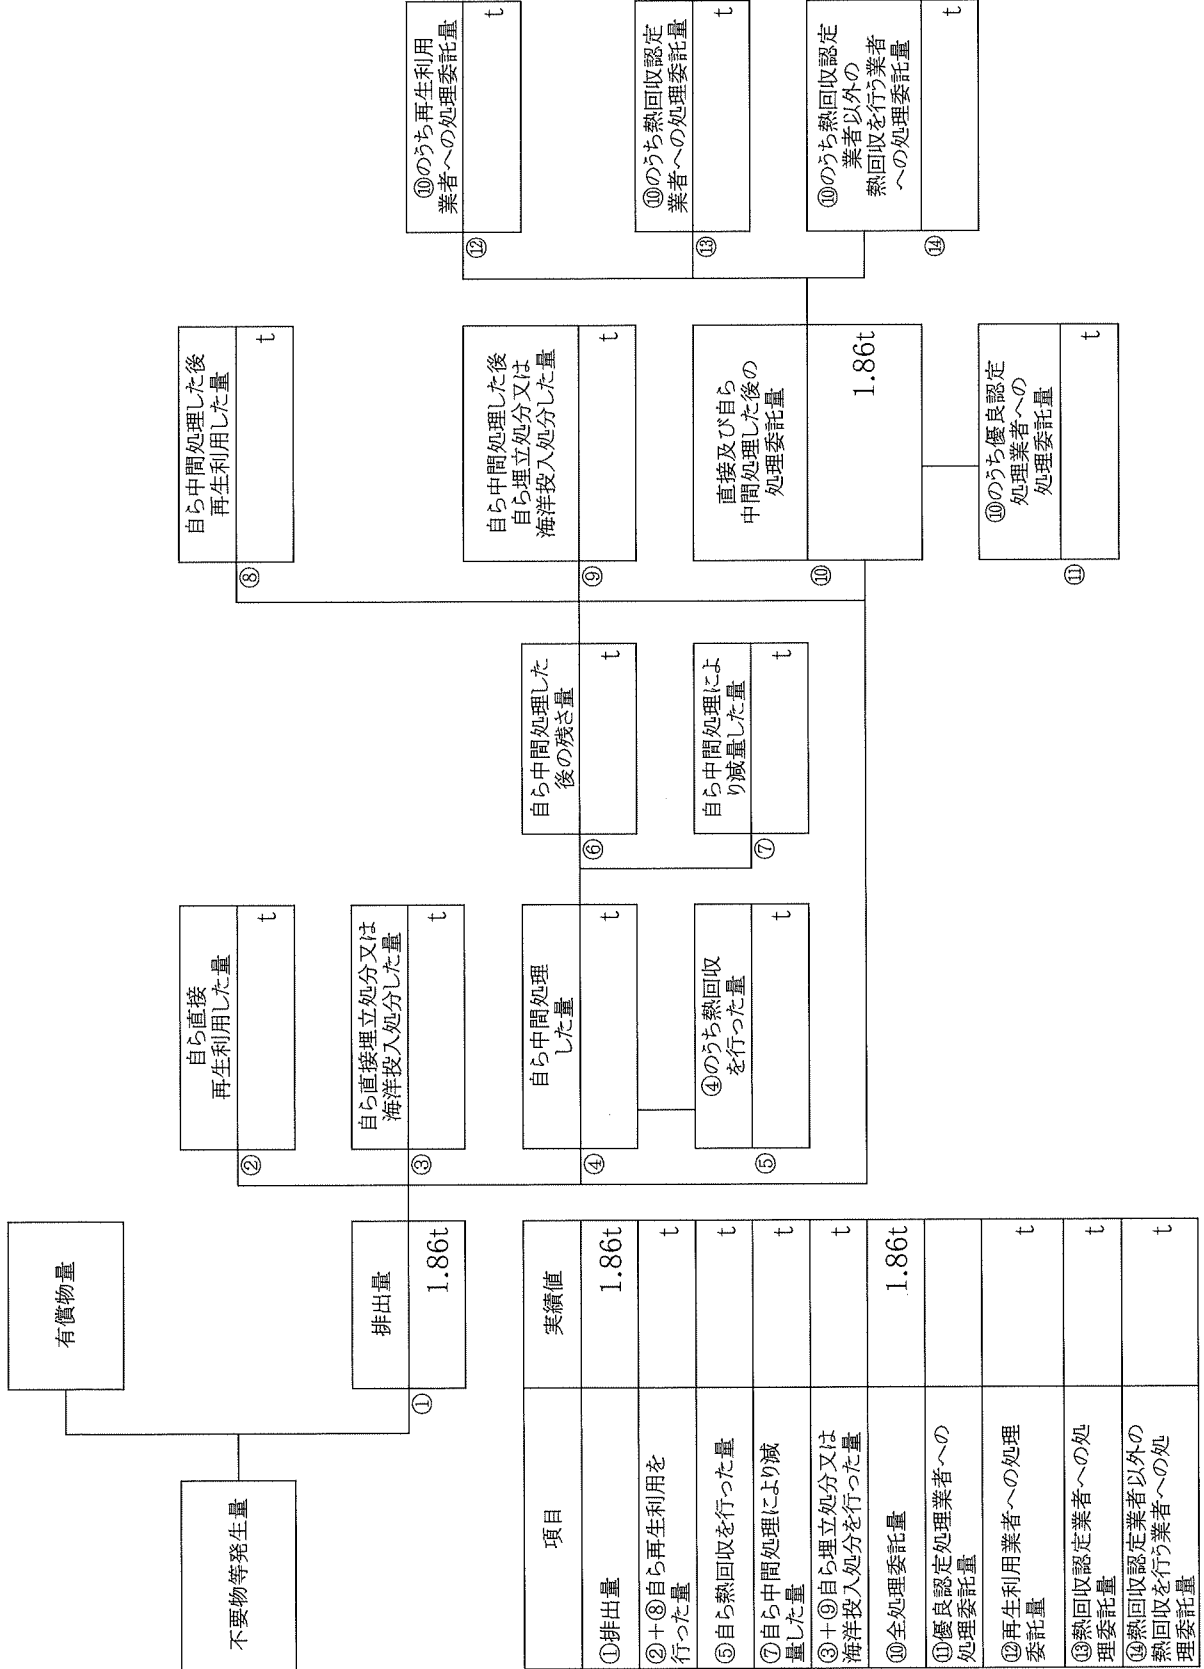 不要物等発生量
有償物量
①
排出量
1.86t
②
自ら直接
再生利用した量
t
③
自ら直接埋立処分又は
海洋投入処分した量
t
④
自ら中間処理
した量
t
⑤
④のうち熱回収
を行った量
t
⑥
自ら中間処理した
後の残さ量
t
⑦
自ら中間処理によ
り減量した量
t
⑧
自ら中間処理した後
再生利用した量
t
⑨
自ら中間処理した後
自ら埋立処分又は
海洋投入処分した量
t
⑩
直接及び自ら
中間処理した後の
処理委託量
1.86t
⑪
⑩のうち優良認定
処理業者への
処理委託量
t
⑫
⑩のうち再生利用
業者への処理委託量
t
⑬
⑩のうち熱回収認定
業者への処理委託量
t
⑭
⑩のうち熱回収認定
業者以外の
熱回収を行う業者
への処理委託量
t
項目 実績値
①排出量 1.86t
②+⑧自ら再生利用を
行った量 t
⑤自ら熱回収を行った量 t
⑦自ら中間処理により減
量した量 t
③+⑨自ら埋立処分又は
海洋投入処分を行った量 t
⑩全処理委託量 1.86t
⑪優良認定処理業者への
処理委託量
⑫再生利用業者への処理
委託量 t
⑬熱回収認定業者への処
理委託量 t
⑭熱回収認定業者以外の
熱回収を行う業者への処
理委託量 t